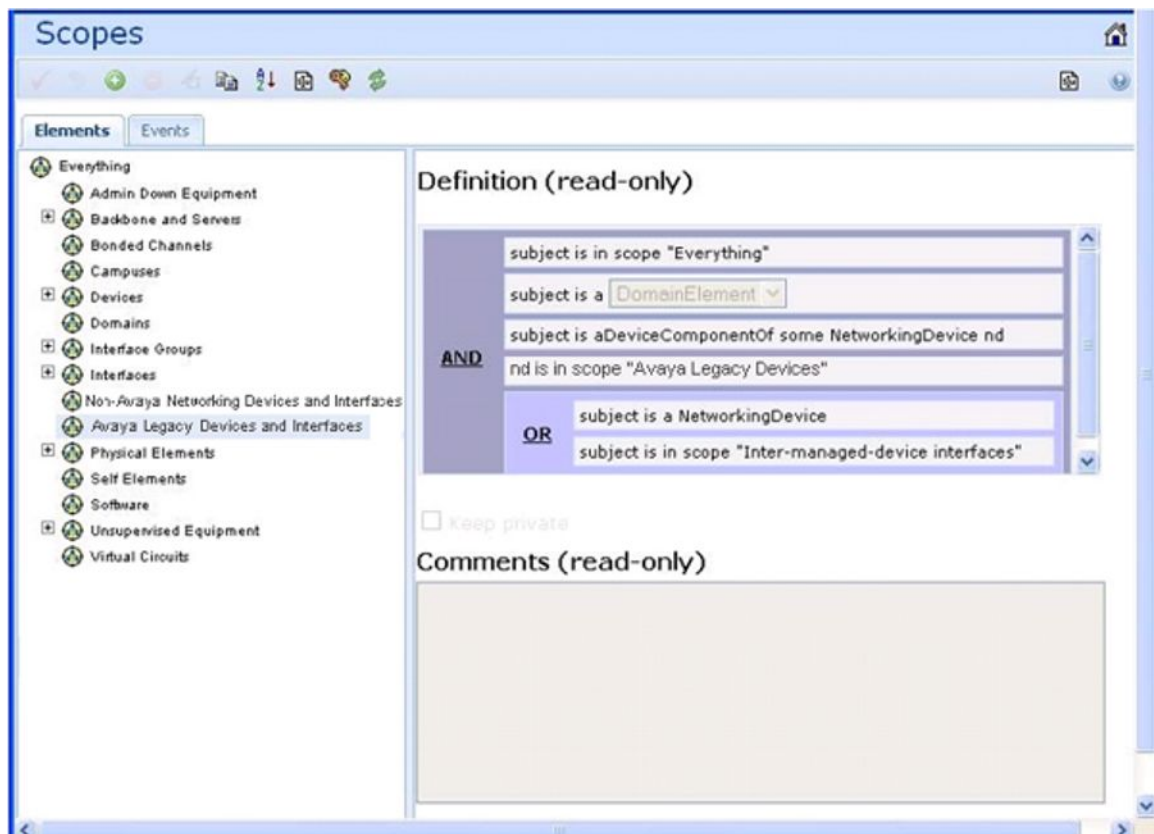 Scopes
Elements
Events
Everything
Admin Down Equipment
Backbone and Servers
Bonded Channels
Campuses
Devices
Domains
Interface Groups
Interfaces
Non-Avaya Networking Devices and Interfaces
Avaya Legacy Devices and Interfaces
Physical Elements
Self Elements
Software
Unsupervised Equipment
Virtual Circuits
Definition (read-only)
AND
subject is in scope "Everything"
subject is a DomainElement
subject is aDeviceComponentOf some NetworkingDevice nd
nd is in scope "Avaya Legacy Devices"
OR
subject is a NetworkingDevice
subject is in scope "Inter-managed-device interfaces"
Keep private
Comments (read-only)